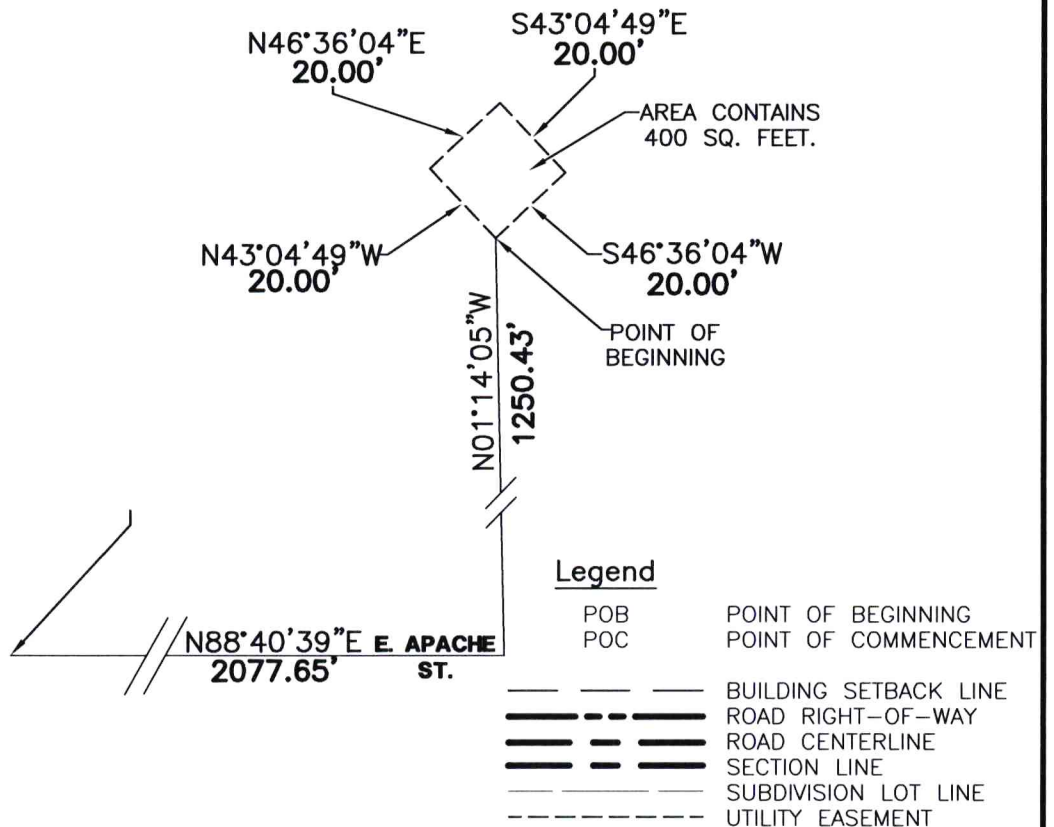 N46°36'04"E
20.00'
S43°04'49"E
20.00'
AREA CONTAINS
400 SQ. FEET.
N43°04'49"W
20.00'
S46°36'04"W
20.00'
POINT OF
BEGINNING
N01°14'05"W
1250.43'
N88°40'39"E E. APACHE
2077.65' ST.
Legend
POB POINT OF BEGINNING
POC POINT OF COMMENCEMENT
BUILDING SETBACK LINE
ROAD RIGHT-OF-WAY
ROAD CENTERLINE
SECTION LINE
SUBDIVISION LOT LINE
UTILITY EASEMENT